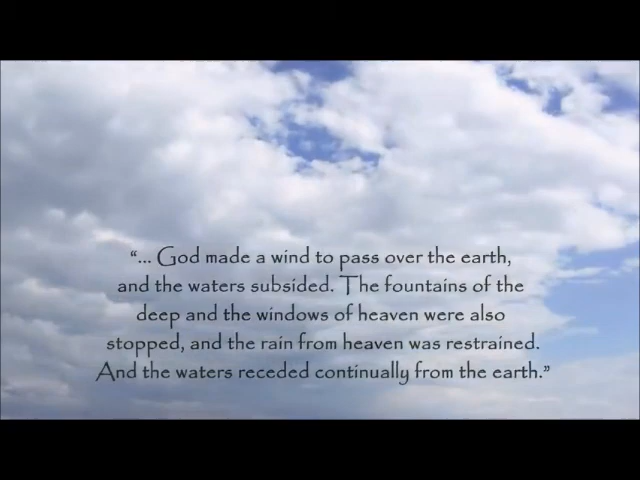 “... God made a wind to pass over the earth,
and the waters subsided. The fountains of the
deep and the windows of heaven were also
stopped, and the rain from heaven was restrained.
And the waters receded continually from the earth.”